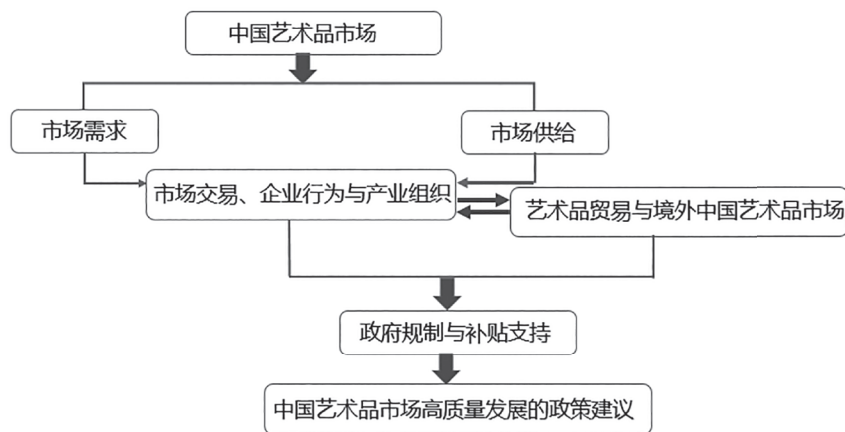 中国艺术品市场
市场需求
市场供给
市场交易、企业行为与产业组织
艺术品贸易与境外中国艺术品市场
政府规制与补贴支持
中国艺术品市场高质量发展的政策建议